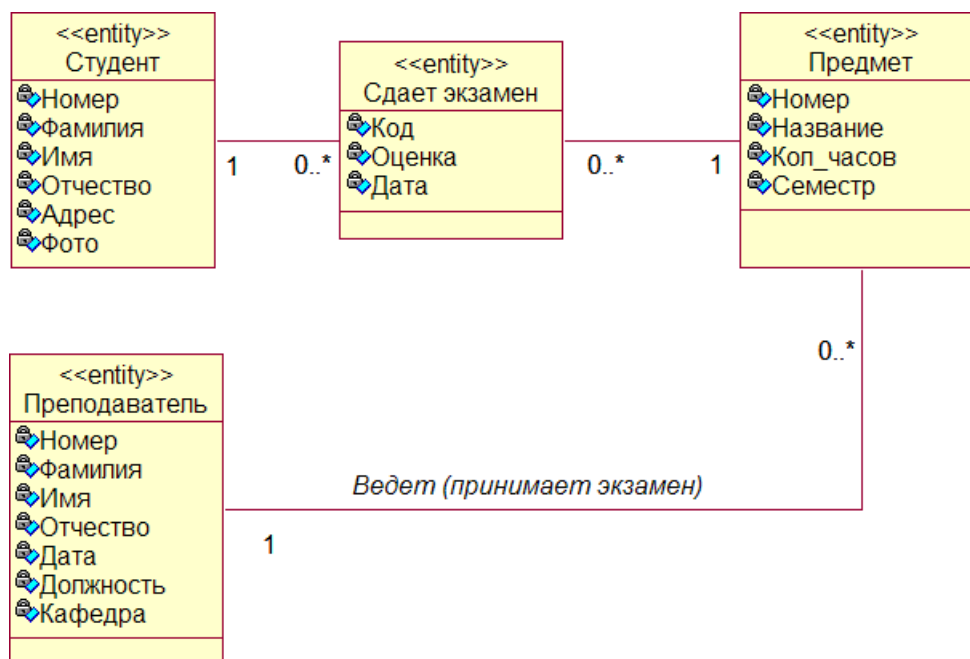 <<entity>>
Студент
Номер
Фамилия
Имя
Отчество
Адрес
Фото
1
0..*
<<entity>>
Сдает экзамен
Код
Оценка
Дата
0..*
1
<<entity>>
Предмет
Номер
Название
Кол_часов
Семестр
0..*
<<entity>>
Преподаватель
Номер
Фамилия
Имя
Отчество
Дата
Должность
Кафедра
Ведет (принимает экзамен)
1